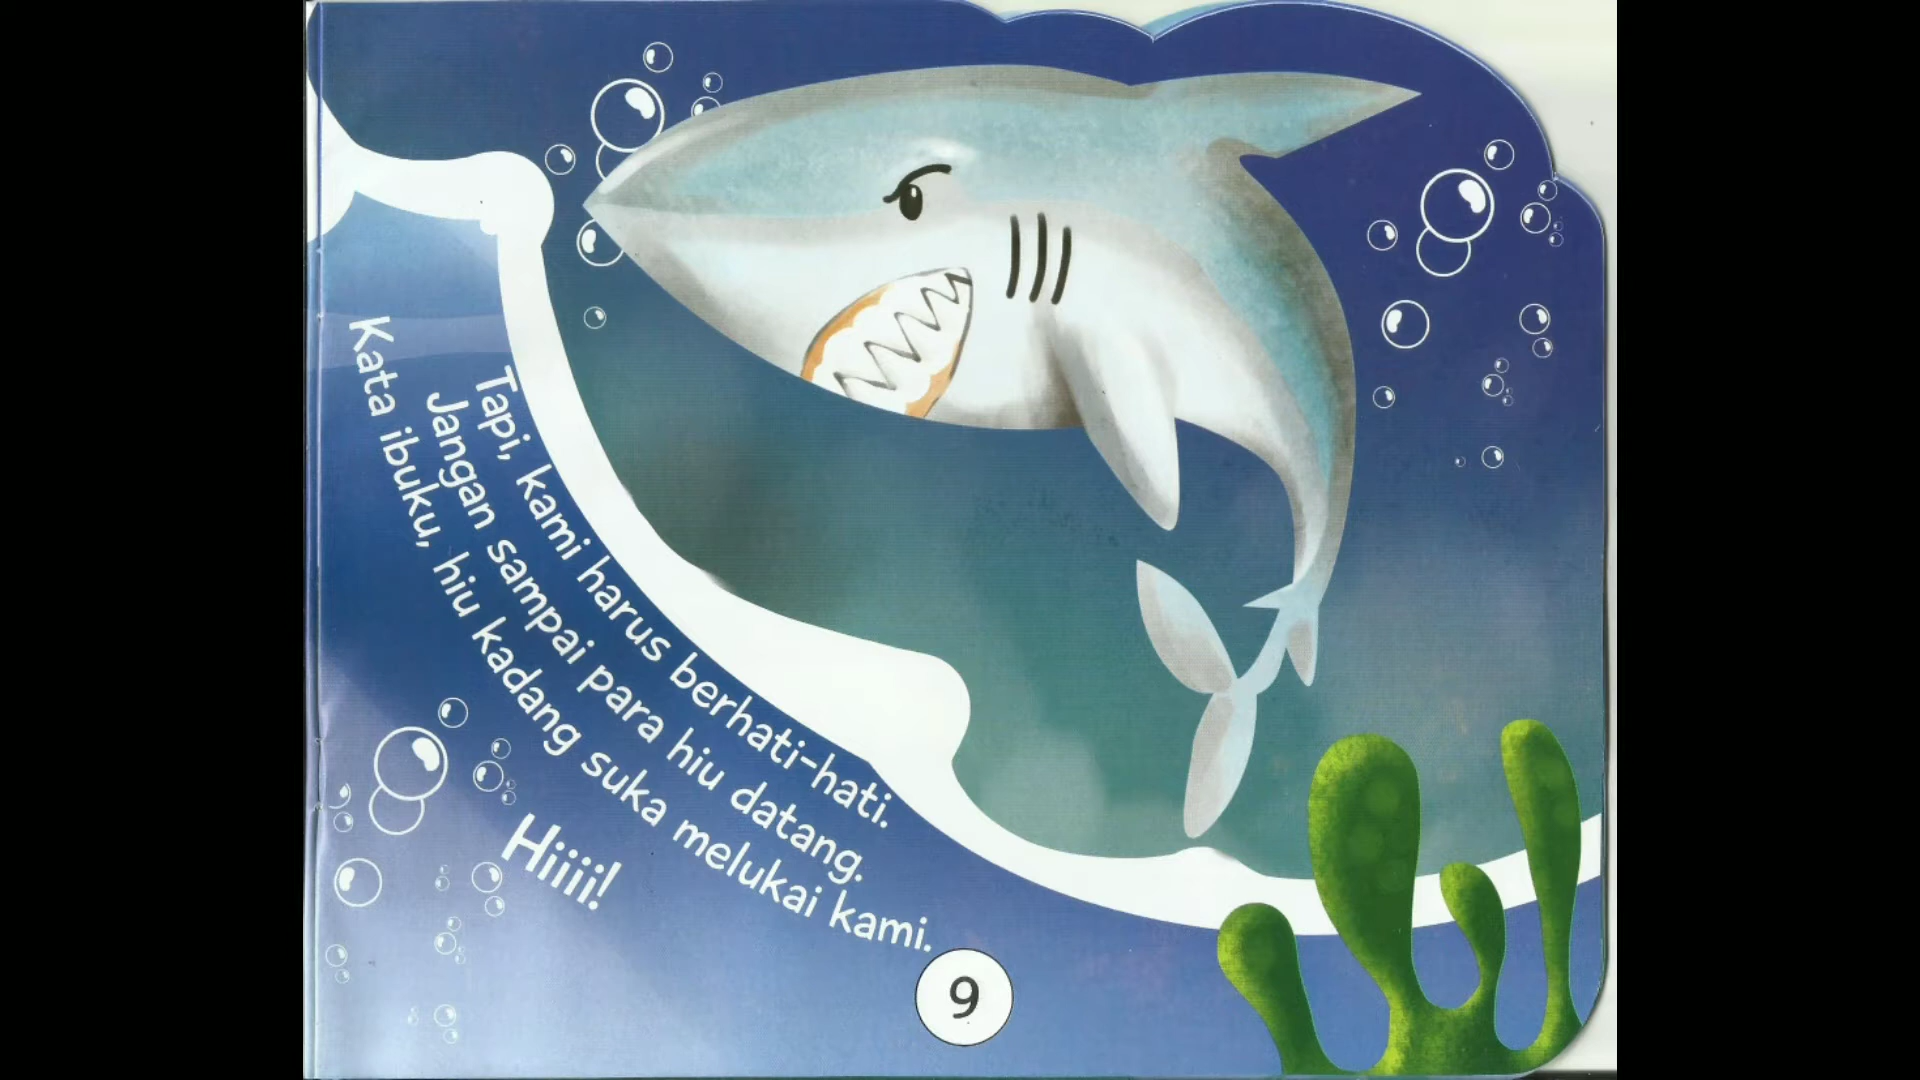 Tapi, kami harus berhati-hati.
Jangan sampai para hiu datang.
Kata ibuku, hiu kadang suka melukai kami.
Hiiii!
9